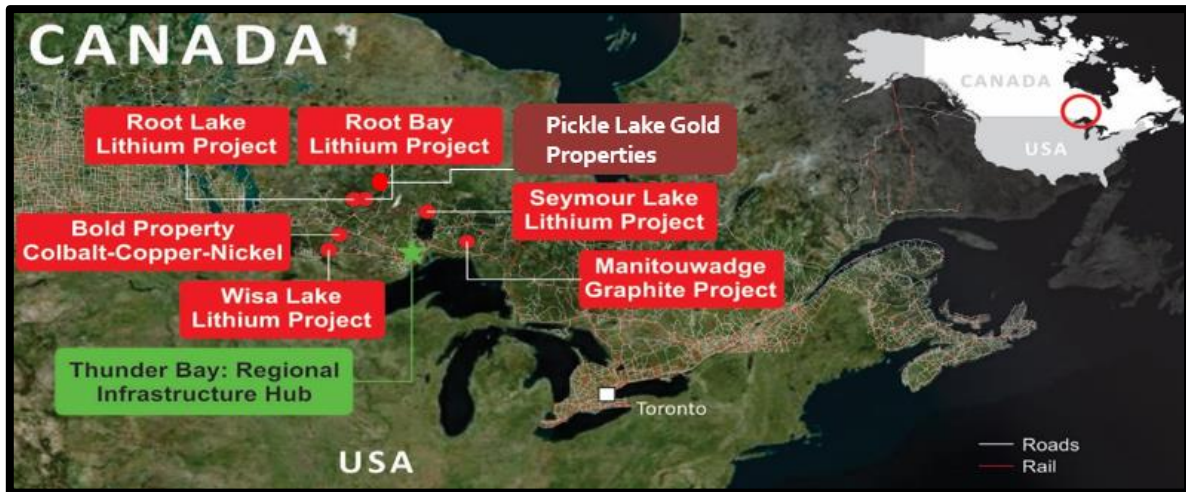 CANADA
Root Lake
Lithium Project
Root Bay
Lithium Project
Pickle Lake Gold
Properties
Seymour Lake
Lithium Project
Bold Property
Colbalt-Copper-Nickel
Manitouwadge
Graphite Project
Wisa Lake
Lithium Project
Thunder Bay: Regional
Infrastructure Hub
Toronto
USA
CANADA
USA
Roads
Rail